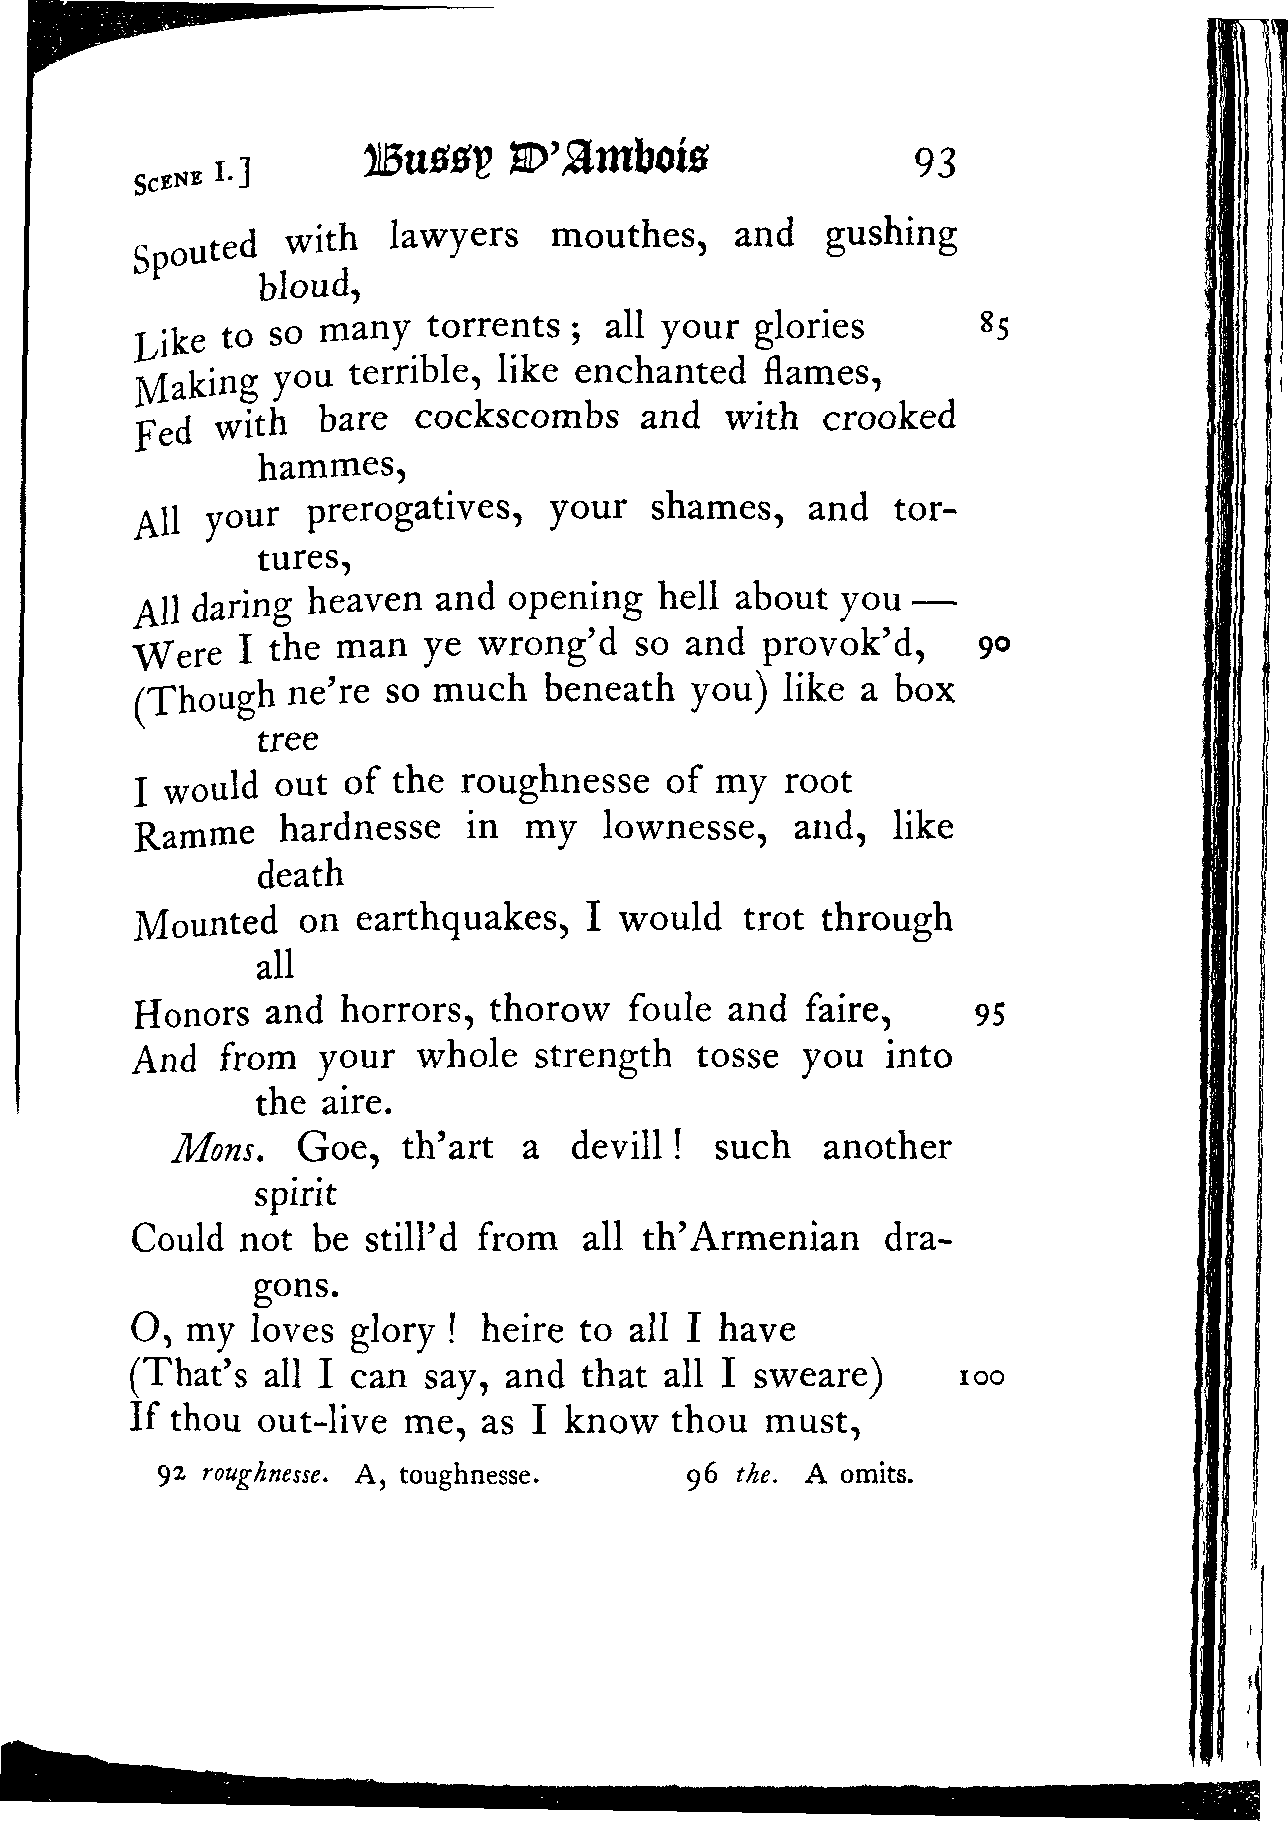 SCENE I.] Bussy D'Ambois 93
Spouted with lawyers mouthes, and gushing
bloud,
Like to so many torrents; all your glories 85
Making you terrible, like enchanted flames,
Fed with bare cockscombs and with crooked
hammes,
All your prerogatives, your shames, and tor-
tures,
All daring heaven and opening hell about you —
Were I the man ye wrong'd so and provok'd, 90
(Though ne're so much beneath you) like a box
tree
I would out of the roughnesse of my root
Ramme hardnesse in my lownesse, and, like
death
Mounted on earthquakes, I would trot through
all
Honors and horrors, thorow foule and faire, 95
And from your whole strength tosse you into
the aire.
Mons. Goe, th'art a devill! such another
spirit
Could not be still'd from all th'Armenian dra-
gons.
O, my loves glory! heire to all I have
(That's all I can say, and that all I sweare) 100
If thou out-live me, as I know thou must,
92 roughnesse. A, toughnesse. 96 the. A omits.